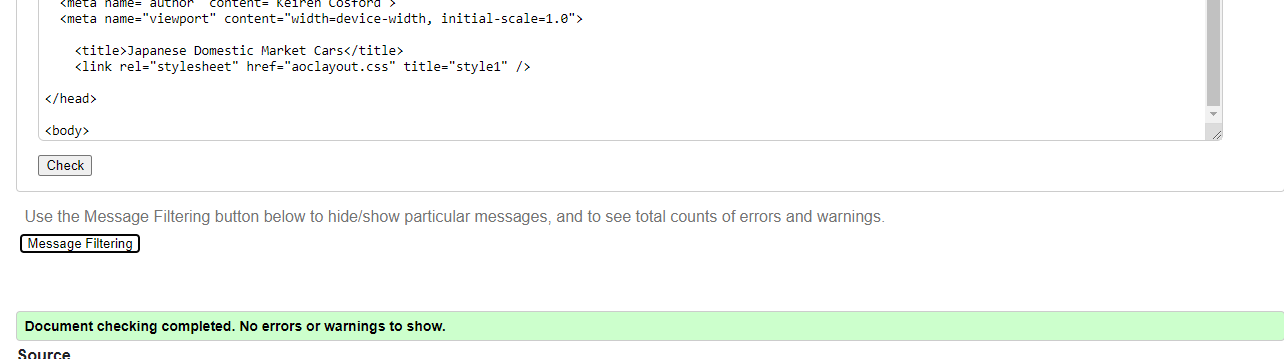 <meta name="author" content="Keiren Cosford">
<meta name="viewport" content="width=device-width, initial-scale=1.0">
<title>Japanese Domestic Market Cars</title>
<link rel="stylesheet" href="aoclayout.css" title="style1" />
</head>
<body>
Check
Use the Message Filtering button below to hide/show particular messages, and to see total counts of errors and warnings.
Message Filtering
Document checking completed. No errors or warnings to show.
Source